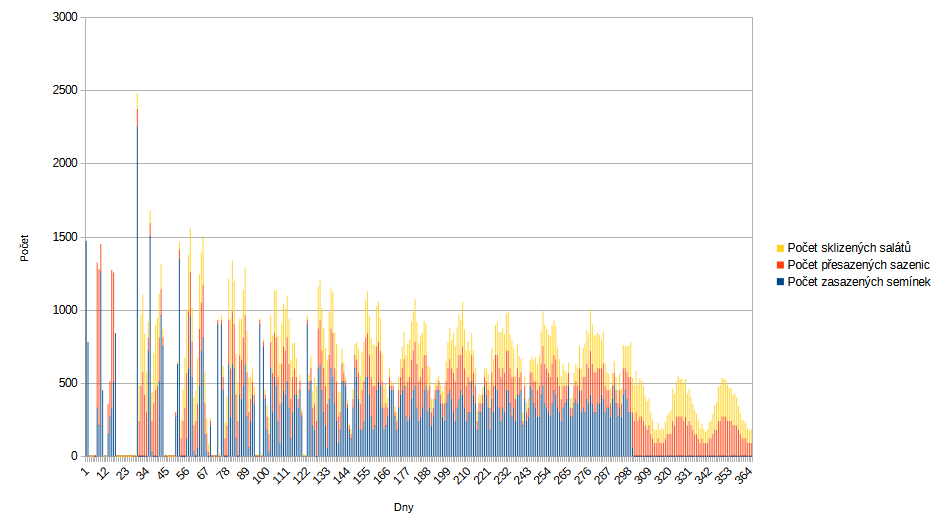 3000
2500
2000
1500
1000
500
0
Počet
1 12 23 34 45 56 67 78 89 100 111 122 133 144 155 166 177 188 199 210 221 232 243 254 265 276 287 298 309 320 331 342 353 364
Dny
Počet sklizených salátů
Počet přesazených sazenic
Počet zasazených semínek